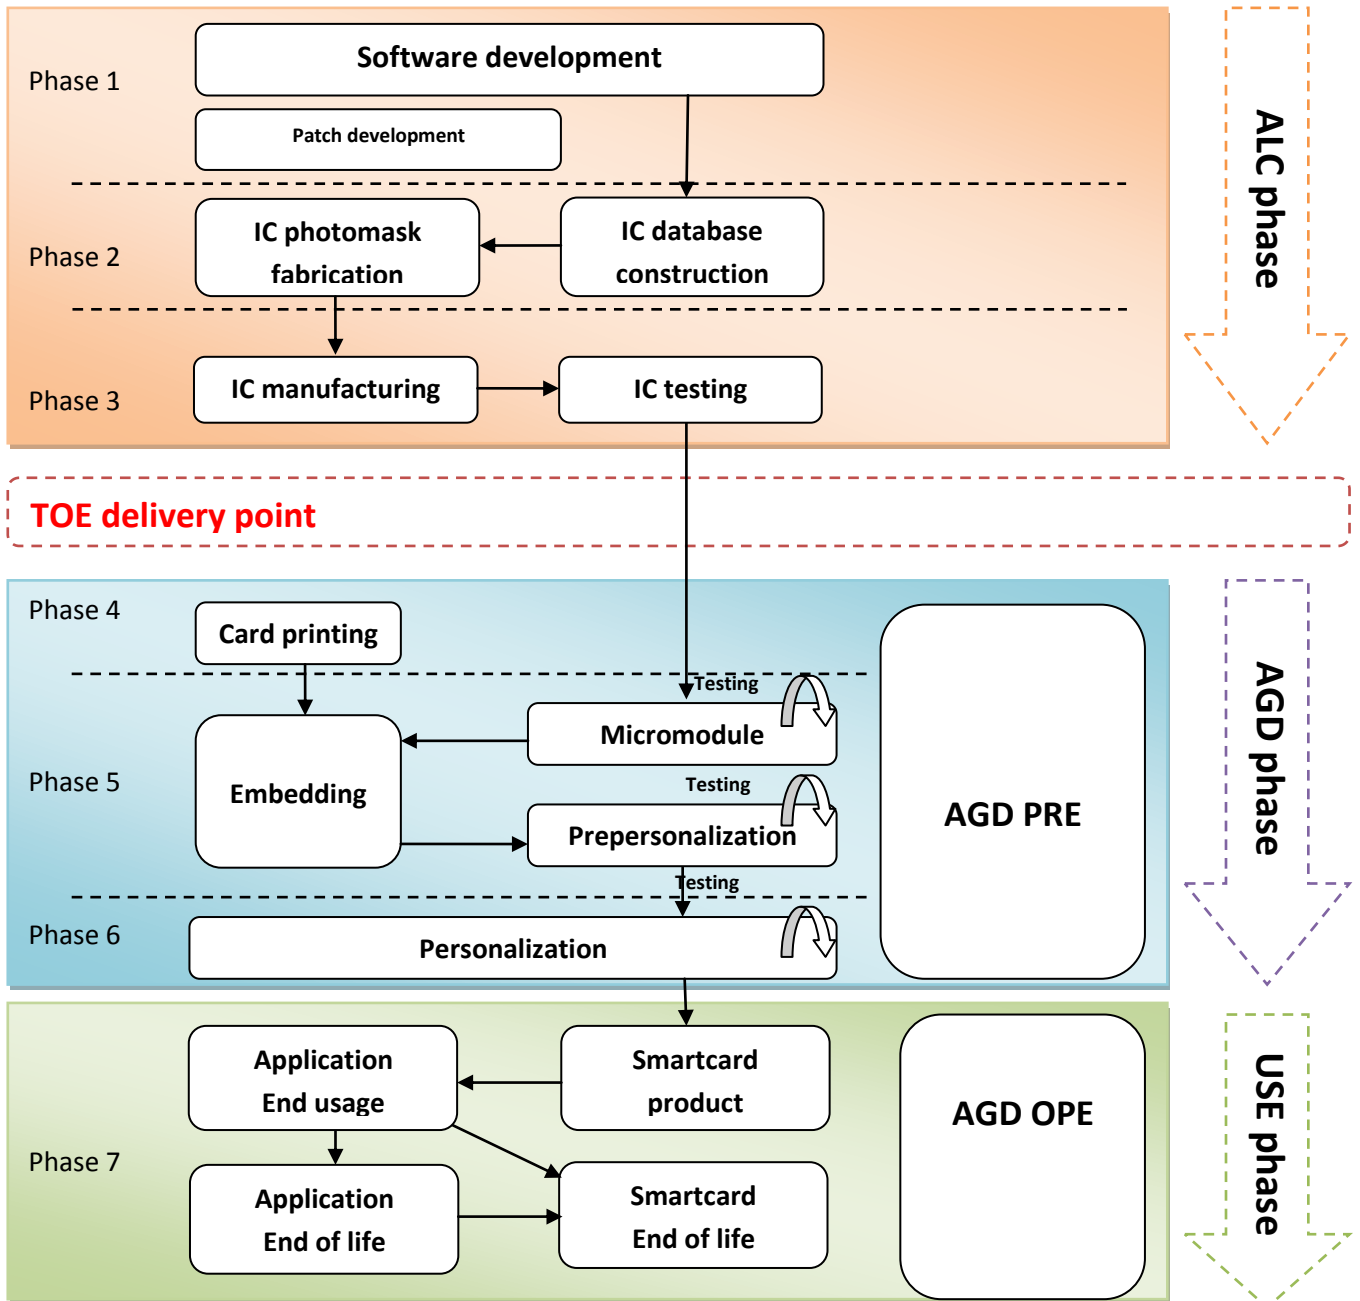 Phase 1
Software development
Patch development
Phase 2
IC photomask
fabrication
IC database
construction
Phase 3
IC manufacturing
IC testing
ALC phase
TOE delivery point
Phase 4
Card printing
Testing
Micromodule
Phase 5
Embedding
Testing
Prepersonalization
Testing
Phase 6
Personalization
AGD PRE
AGD phase
Phase 7
Application
End usage
Smartcard
product
Application
End of life
Smartcard
End of life
AGD OPE
USE phase